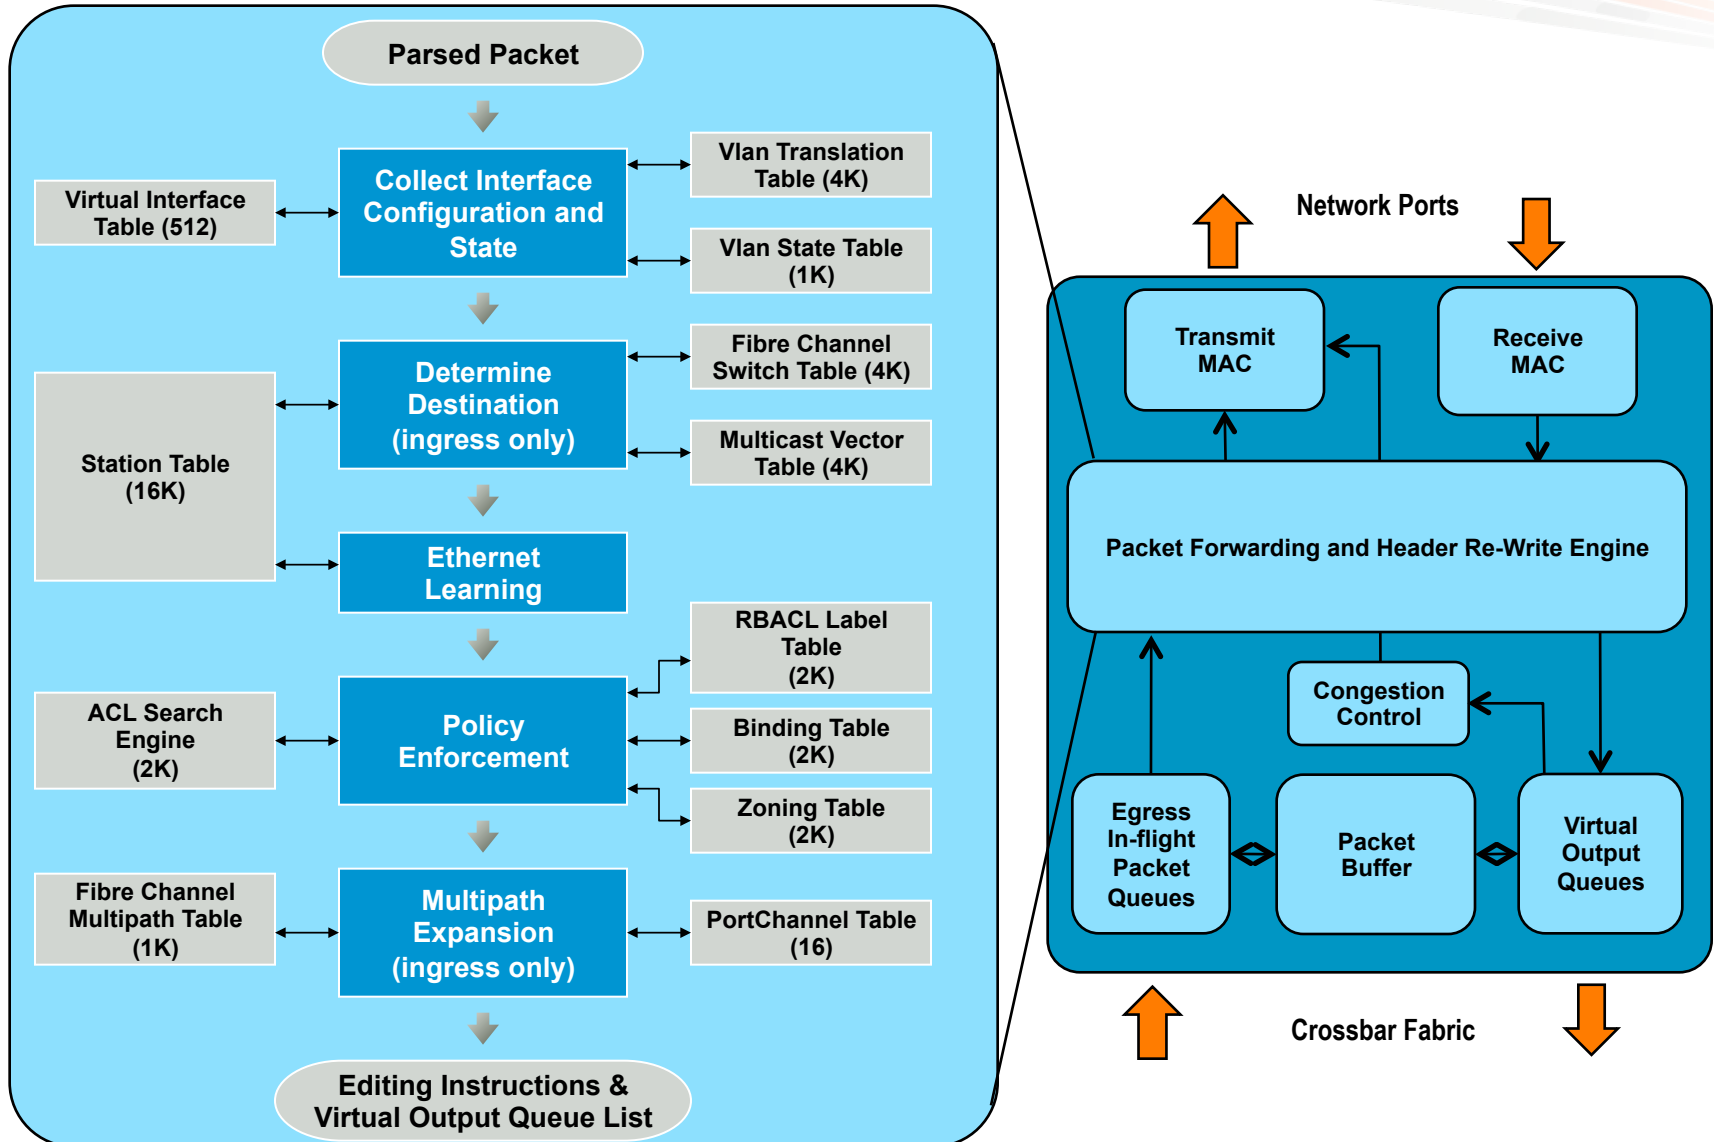 Parsed Packet
Collect Interface
Configuration and
State
Virtual Interface
Table (512)
Vlan Translation
Table (4K)
Vlan State Table
(1K)
Determine
Destination
(ingress only)
Fibre Channel
Switch Table (4K)
Multicast Vector
Table (4K)
Station Table
(16K)
Ethernet
Learning
RBACL Label
Table
(2K)
ACL Search
Engine
(2K)
Policy
Enforcement
Binding Table
(2K)
Zoning Table
(2K)
Fibre Channel
Multipath Table
(1K)
Multipath
Expansion
(ingress only)
PortChannel Table
(16)
Editing Instructions &
Virtual Output Queue List
Network Ports
Transmit
MAC
Receive
MAC
Packet Forwarding and Header Re-Write Engine
Congestion
Control
Egress
In-flight
Packet
Queues
Packet
Buffer
Virtual
Output
Queues
Crossbar Fabric